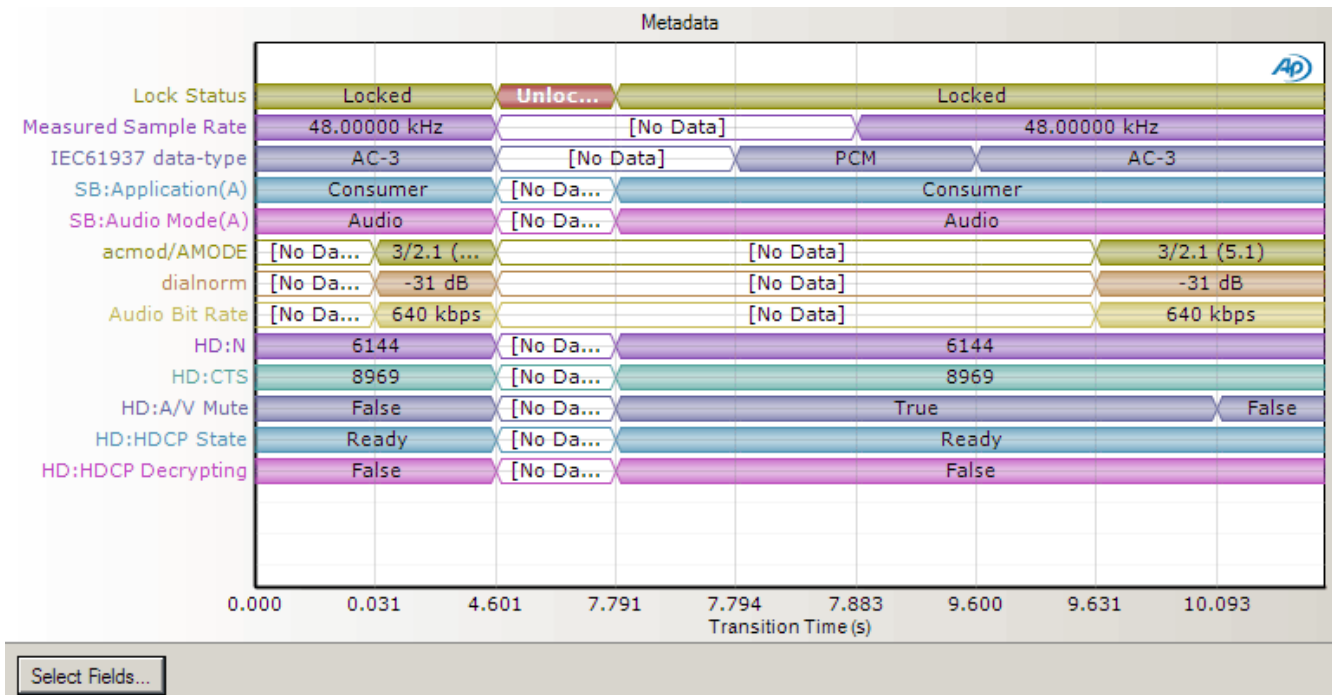 Metadata
AP
Lock Status Locked Unloc... Locked
Measured Sample Rate 48.00000 kHz [No Data] 48.00000 kHz
IEC61937 data-type AC-3 [No Data] PCM AC-3
SB:Application(A) Consumer [No Da... Consumer
SB:Audio Mode(A) Audio [No Da... Audio
acmod/AMODE [No Da... 3/2.1 (... [No Data] 3/2.1 (5.1)
dialnorm [No Da... -31 dB [No Data] -31 dB
Audio Bit Rate [No Da... 640 kbps [No Data] 640 kbps
HD:N 6144 [No Da... 6144
HD:CTS 8969 [No Da... 8969
HD:A/V Mute False [No Da... True False
HD:HDCP State Ready [No Da... Ready
HD:HDCP Decrypting False [No Da... False
0.000 0.031 4.601 7.791 7.794 7.883 9.600 9.631 10.093
Transition Time (s)
Select Fields...